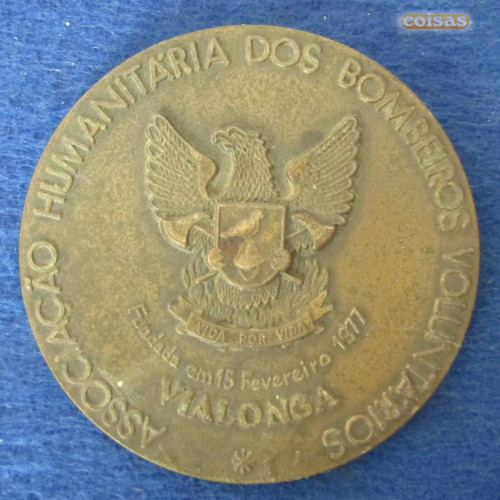 coisas
ASSOCIAÇÃO HUMANITÁRIA DOS BOMBEIROS VOLUNTÁRIOS
VIDA POR VIDA
Fundada em 15 Fevereiro 1977
VIALONGA